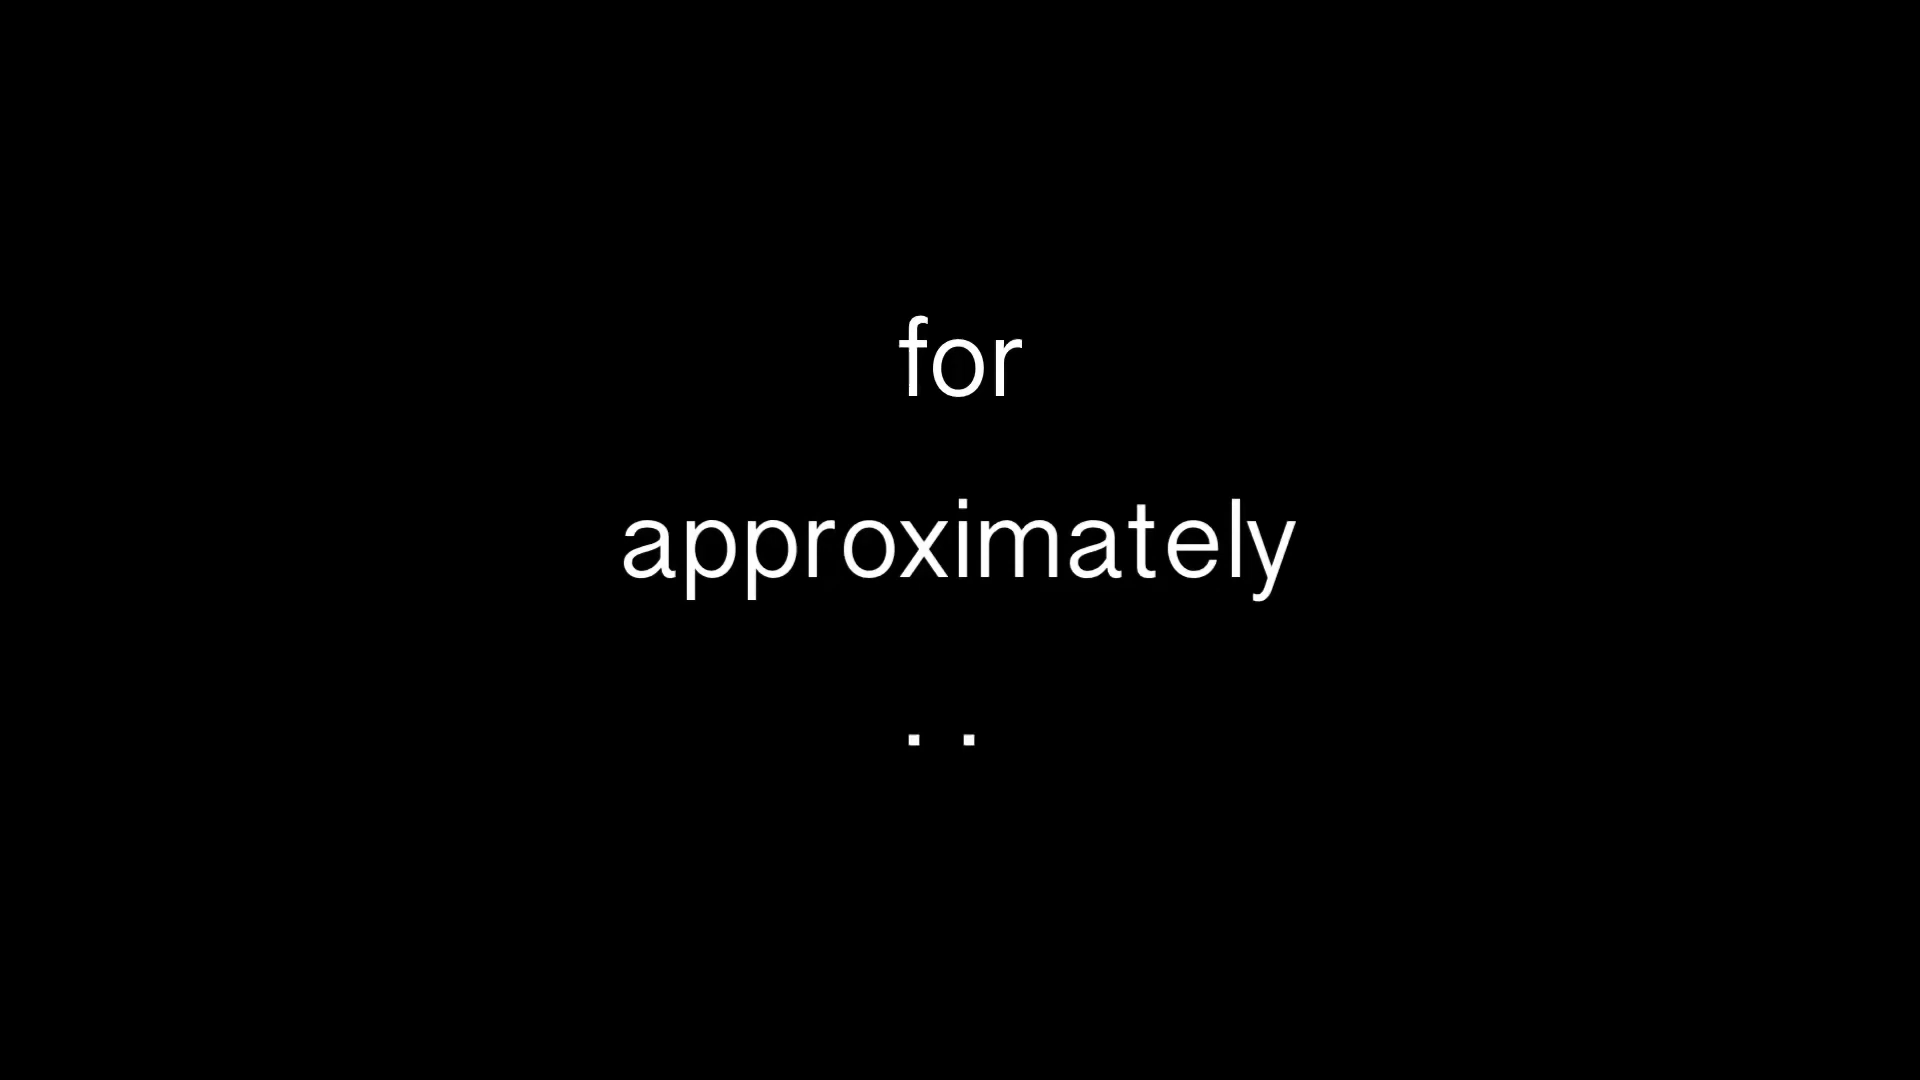 for
approximately
. .